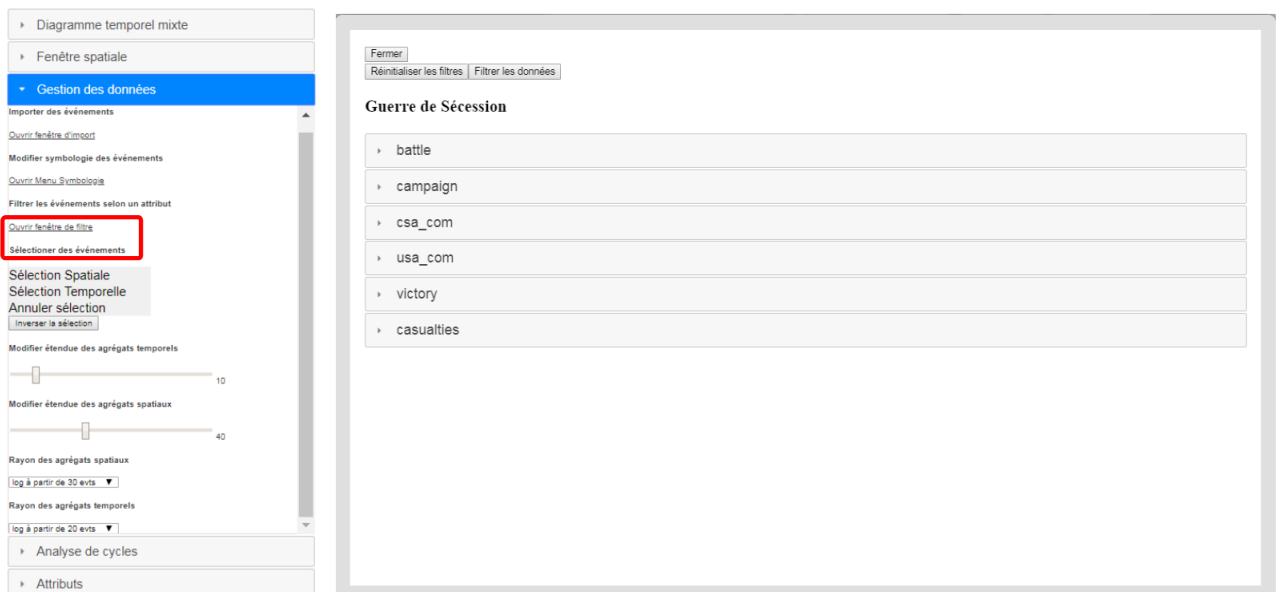 Diagramme temporel mixte
Fenêtre spatiale
Gestion des données
Importer des événements
Ouvrir fenêtre d'import
Modifier symbologie des événements
Ouvrir Menu Symbologie
Filtrer les événements selon un attribut
Ouvrir fenêtre de filtre
Sélectioner des événements
Sélection Spatiale
Sélection Temporelle
Annuler sélection
Inverser la sélection
Modifier étendue des agrégats temporels
10
Modifier étendue des agrégats spatiaux
40
Rayon des agrégats spatiaux
log à partir de 30 evts ▼
Rayon des agrégats temporels
log à partir de 20 evts ▼
Analyse de cycles
Attributs
Fermer
Réinitialiser les filtres Filtrer les données
Guerre de Sécession
battle
campaign
csa_com
usa_com
victory
casualties